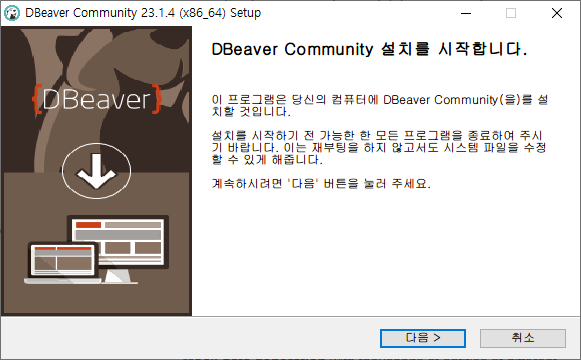 DBeaver Community 23.1.4 (x86_64) Setup
{DBeaver}
DBeaver Community 설치를 시작합니다.
이 프로그램은 당신의 컴퓨터에 DBeaver Community(을)를 설
치할 것입니다.
설치를 시작하기 전 가능한 한 모든 프로그램을 종료하여 주시
기 바랍니다. 이는 재부팅을 하지 않고서도 시스템 파일을 수정
할 수 있게 해줍니다.
계속하시려면 '다음' 버튼을 눌러 주세요.
다음 >
취소